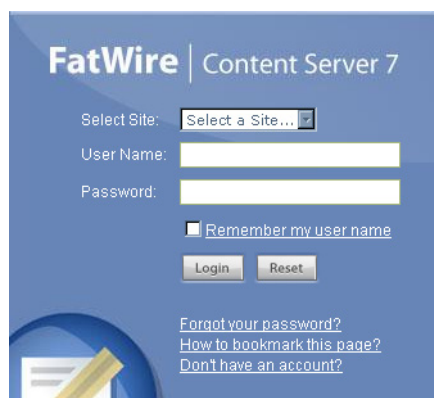 FatWire | Content Server 7
Select Site: Select a Site...
User Name:
Password:
Remember my user name
Login Reset
Forgot your password?
How to bookmark this page?
Don't have an account?